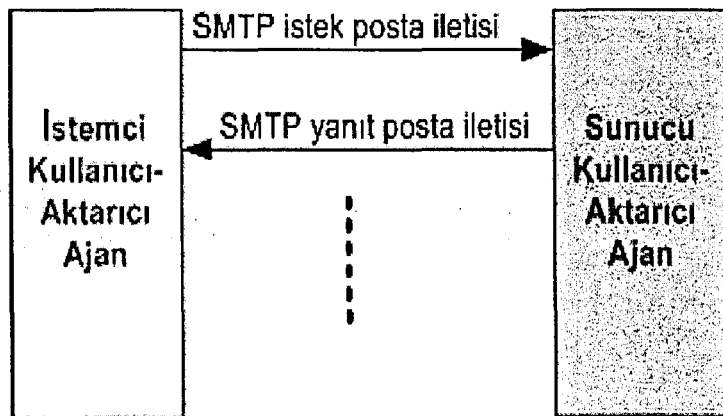 SMTP istek posta iletisi
SMTP yanıt posta iletisi
İstemci
Kullanıcı-
Aktarıcı
Ajan
Sunucu
Kullanıcı-
Aktarıcı
Ajan